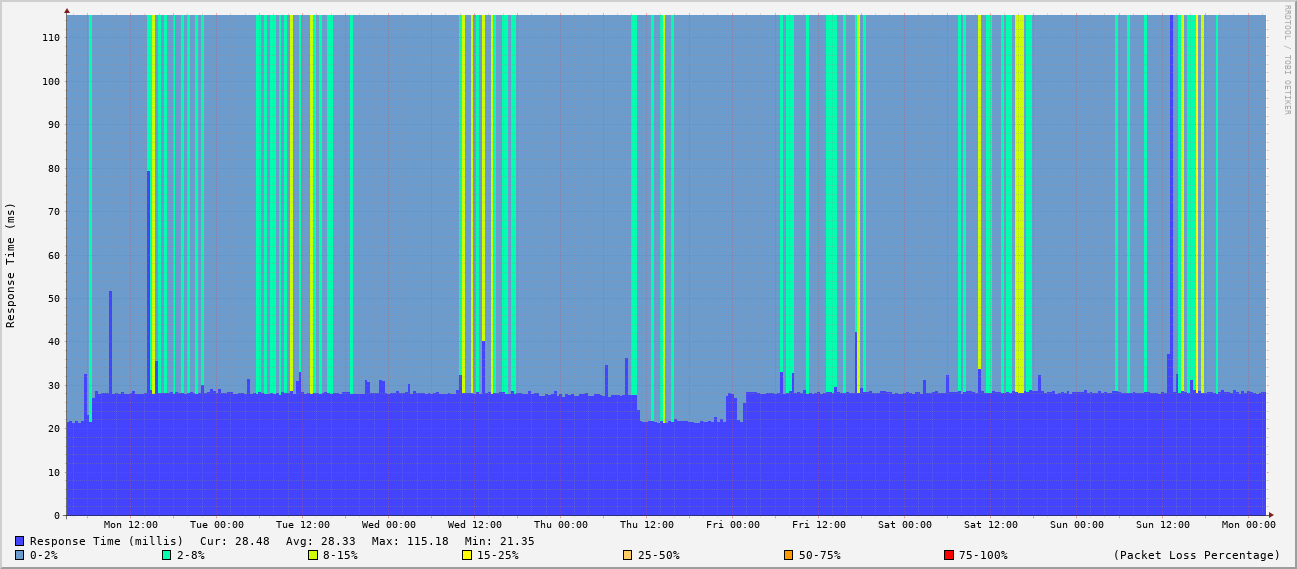 RRDTOOL / TOBI OETIKER
Response Time (ms)
110
100
90
80
70
60
50
40
30
20
10
0
Mon 12:00 Tue 00:00 Tue 12:00 Wed 00:00 Wed 12:00 Thu 00:00 Thu 12:00 Fri 00:00 Fri 12:00 Sat 00:00 Sat 12:00 Sun 00:00 Sun 12:00 Mon 00:00
Response Time (millis) Cur: 28.48 Avg: 28.33 Max: 115.18 Min: 21.35
0-2% 2-8% 8-15% 15-25% 25-50% 50-75% 75-100% (Packet Loss Percentage)